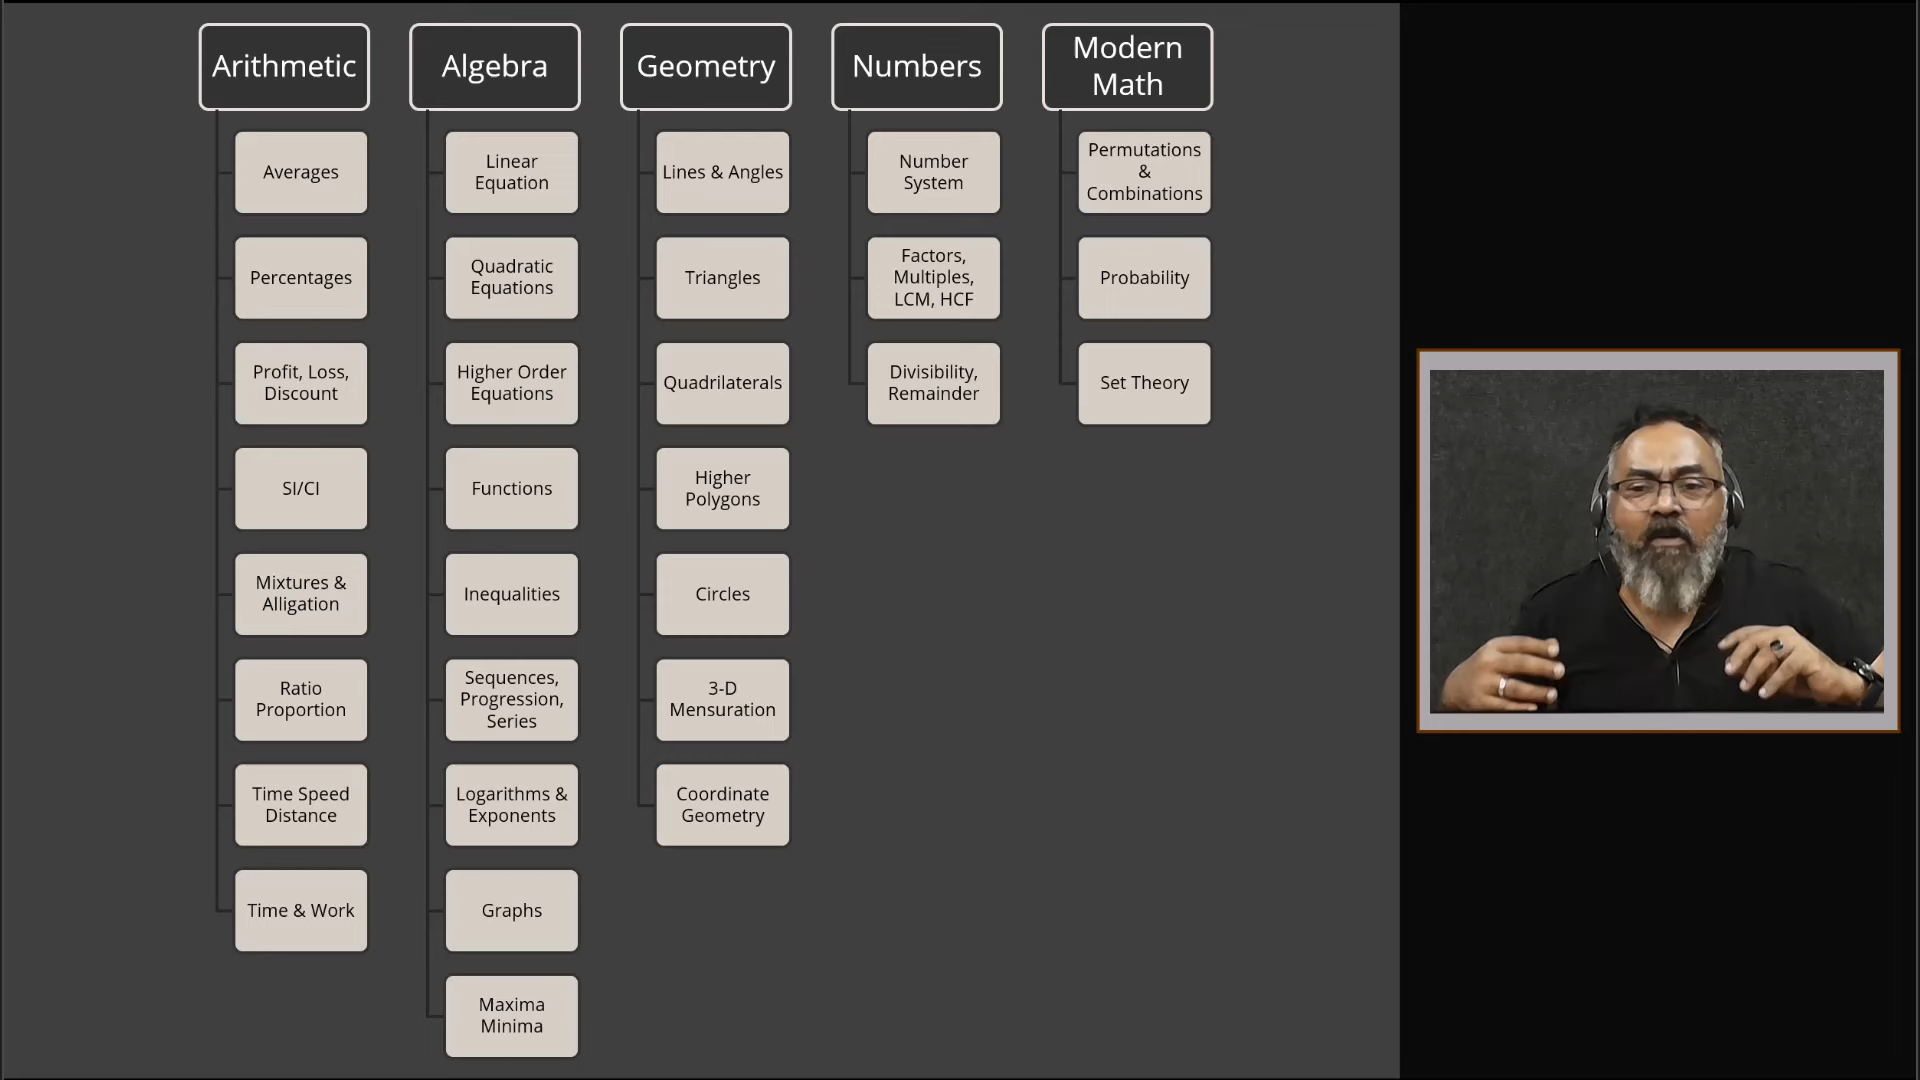 Arithmetic
Averages
Percentages
Profit, Loss,
Discount
SI/CI
Mixtures &
Alligation
Ratio
Proportion
Time Speed
Distance
Time & Work
Algebra
Linear
Equation
Quadratic
Equations
Higher Order
Equations
Functions
Inequalities
Sequences,
Progression,
Series
Logarithms &
Exponents
Graphs
Maxima
Minima
Geometry
Lines & Angles
Triangles
Quadrilaterals
Higher
Polygons
Circles
3-D
Mensuration
Coordinate
Geometry
Numbers
Number
System
Factors,
Multiples,
LCM, HCF
Divisibility,
Remainder
Modern
Math
Permutations
&
Combinations
Probability
Set Theory